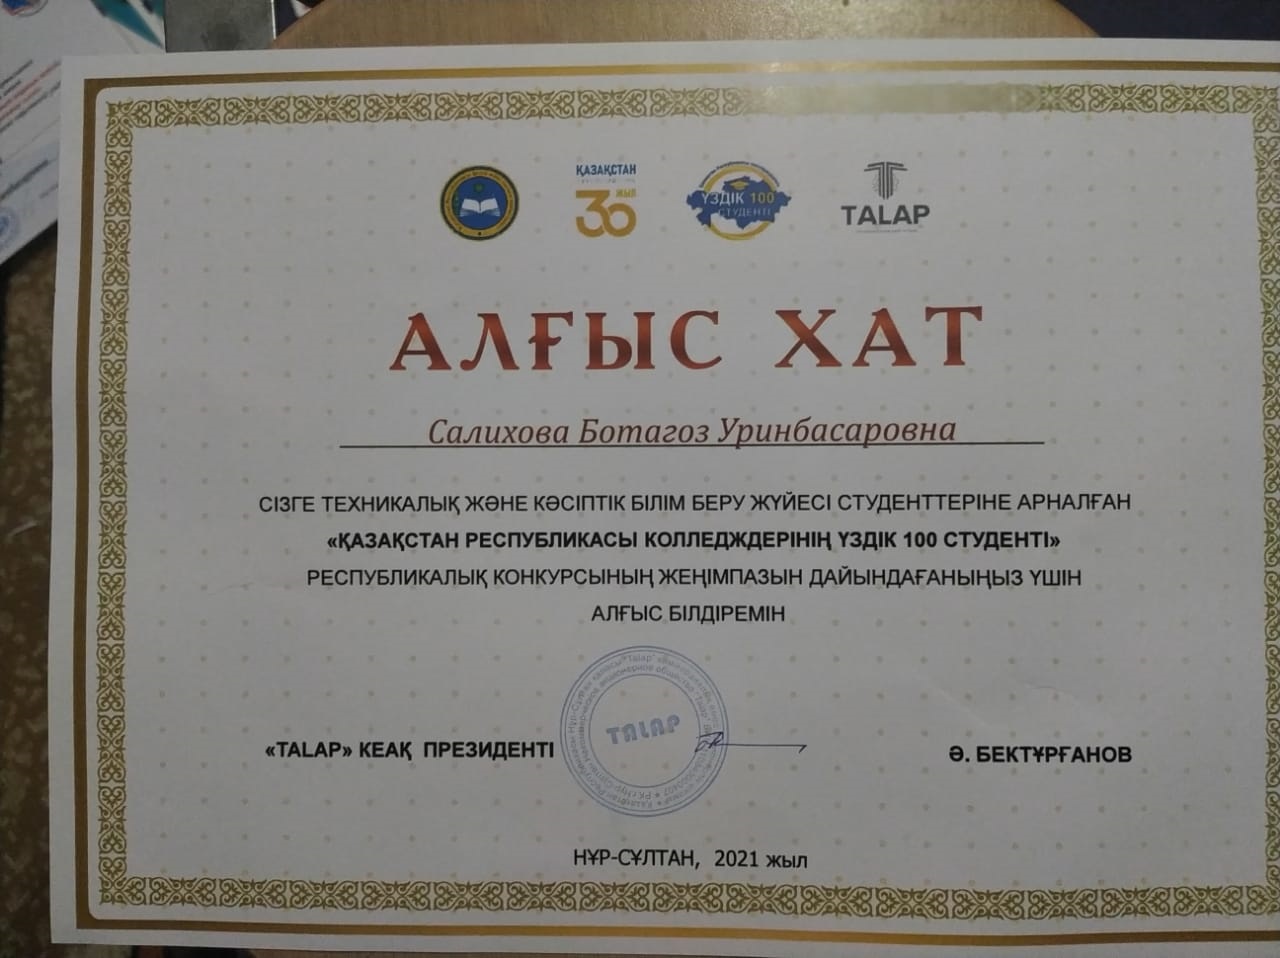 ҚАЗАҚСТАН
ЖЫЛ
30
ҮЗДІК 100
СТУДЕНТІ
TALAP
АЛҒЫС ХАТ
Салихова Ботагоз Уринбасаровна
СІЗГЕ ТЕХНИКАЛЫҚ ЖӘНЕ КӘСІПТІК БІЛІМ БЕРУ ЖҮЙЕСІ СТУДЕНТТЕРІНЕ АРНАЛҒАН
«ҚАЗАҚСТАН РЕСПУБЛИКАСЫ КОЛЛЕДЖДЕРІНІҢ ҮЗДІК 100 СТУДЕНТІ»
РЕСПУБЛИКАЛЫҚ КОНКУРСЫНЫҢ ЖЕҢІМПАЗЫН ДАЙЫНДАҒАНЫҢЫЗ ҮШІН
АЛҒЫС БІЛДІРЕМІН
«TALAP» КЕАҚ ПРЕЗИДЕНТІ
TALAP
Ә. БЕКТҰРҒАНОВ
НҰР-СҰЛТАН, 2021 жыл